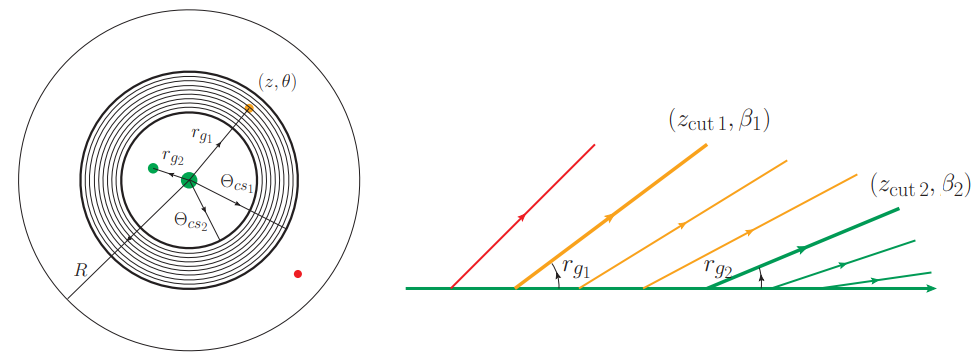 (z, θ)
r_{g_1}
r_{g_2}
Θ_{cs_1}
Θ_{cs_2}
R
(z_{cut 1}, β_1)
(z_{cut 2}, β_2)
r_{g_1}
r_{g_2}